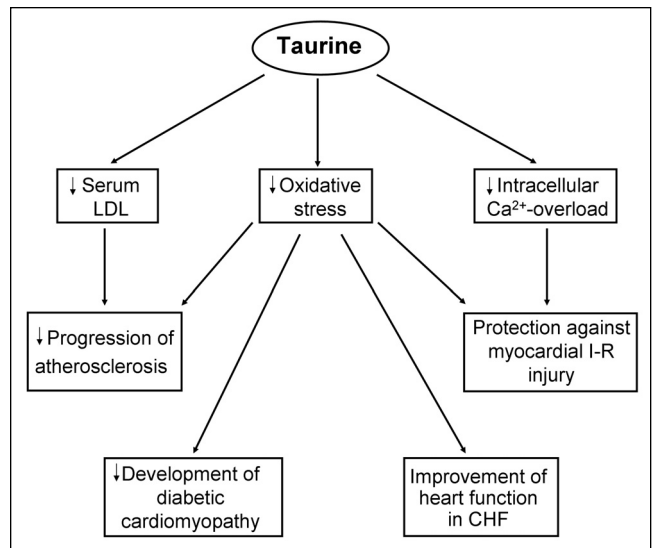 Taurine
↓ Serum
LDL
↓ Oxidative
stress
↓ Intracellular
Ca²⁺-overload
↓ Progression of
atherosclerosis
Protection against
myocardial I-R
injury
↓ Development of
diabetic
cardiomyopathy
Improvement of
heart function
in CHF